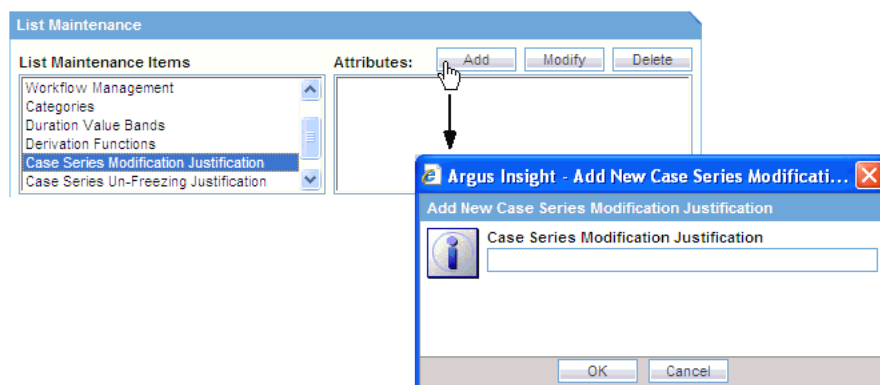 List Maintenance
List Maintenance Items
Attributes:
Add
Modify
Delete
Workflow Management
Categories
Duration Value Bands
Derivation Functions
Case Series Modification Justification
Case Series Un-Freezing Justification
Argus Insight - Add New Case Series Modificati...
Add New Case Series Modification Justification
Case Series Modification Justification
OK
Cancel